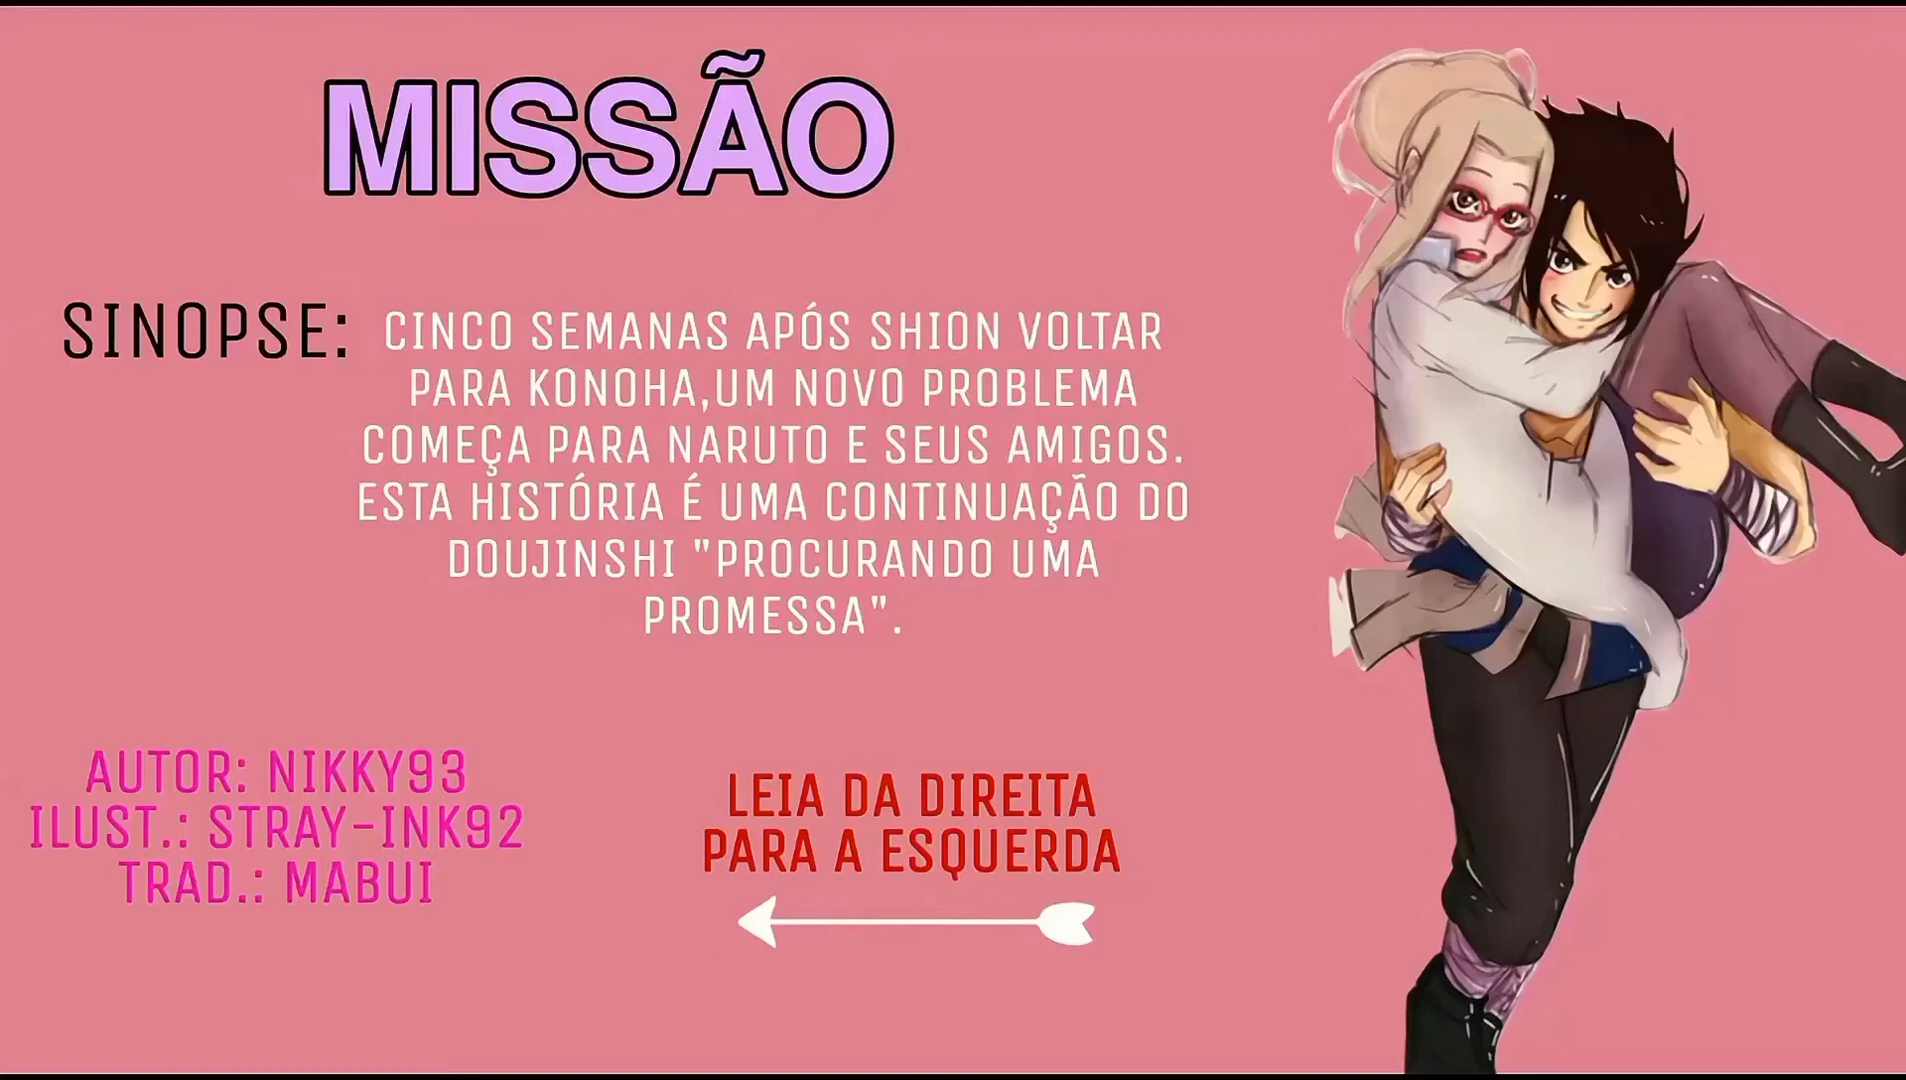 MISSÃO
SINOPSE:
CINCO SEMANAS APÓS SHION VOLTAR
PARA KONOHA,UM NOVO PROBLEMA
COMEÇA PARA NARUTO E SEUS AMIGOS.
ESTA HISTÓRIA É UMA CONTINUAÇÃO DO
DOUJINSHI "PROCURANDO UMA
PROMESSA".
AUTOR: NIKKY93
ILUST.: STRAY-INK92
TRAD.: MABUI
LEIA DA DIREITA
PARA A ESQUERDA